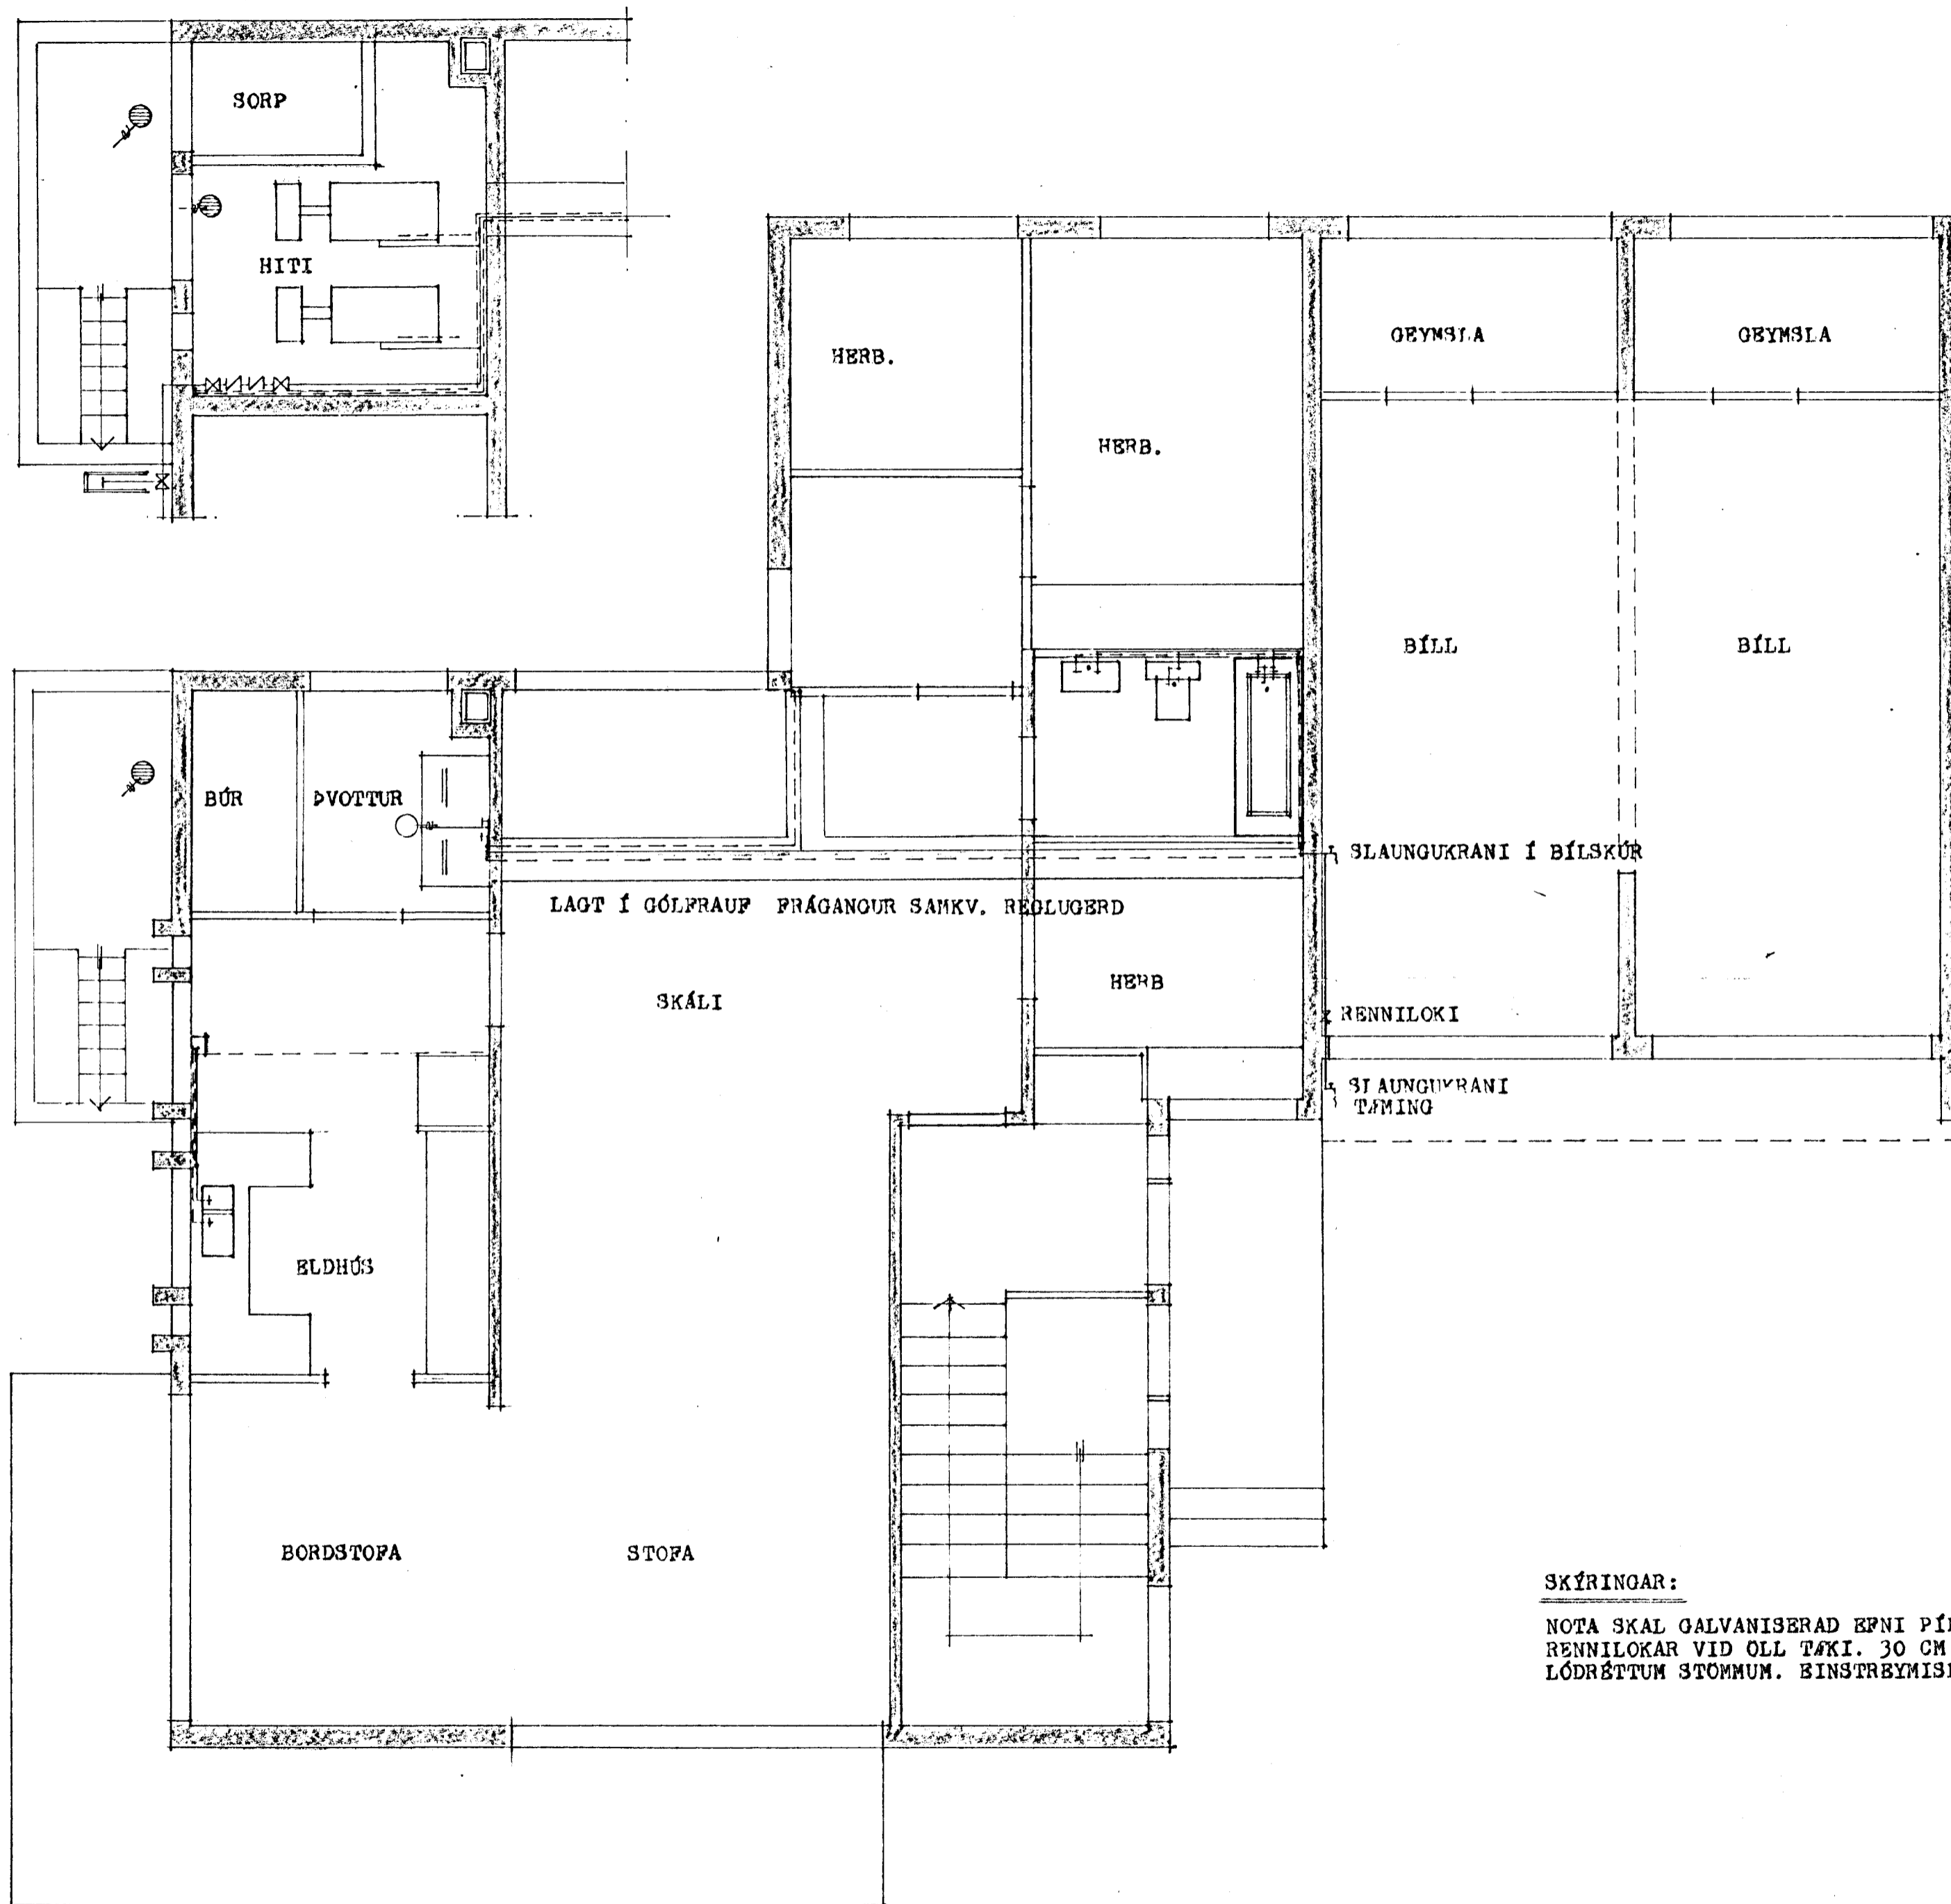 SORP
HITI
HERB.
HERB.
GEYMSLA
GEYMSLA
BÍLL
BÍLL
BÚR
ÞVOTTUR
SLAUNGUKRANI Í BÍLSKÚR
LAGT Í GÓLFRAUF FRÁGANGUR SAMKV. REGLUGERD
SKÁLI
HERB
RENNILOKI
SLAUNGUKRANI
TÆMING
ELDHÚS
BORDSTOFA
STOFA
SKÝRINGAR:
NOTA SKAL GALVANISERAD EFNI
RENNILOKAR VID ÖLL TÆKI. 30 CM
LÓDRÉTTUM STÖMMUM.